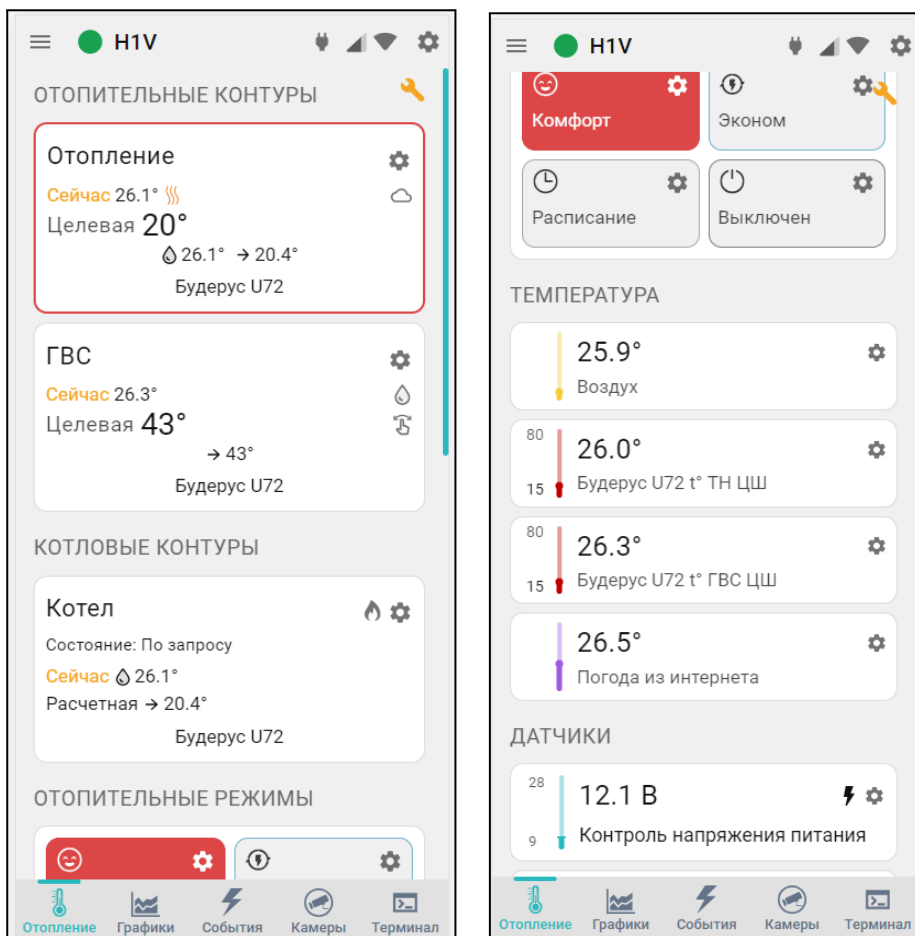 H1V
ОТОПИТЕЛЬНЫЕ КОНТУРЫ
Отопление
Сейчас 26.1°
Целевая 20°
26.1° → 20.4°
Будерус U72
ГВС
Сейчас 26.3°
Целевая 43°
→ 43°
Будерус U72
КОТЛОВЫЕ КОНТУРЫ
Котел
Состояние: По запросу
Сейчас 26.1°
Расчетная → 20.4°
Будерус U72
ОТОПИТЕЛЬНЫЕ РЕЖИМЫ
Отопление Графики События Камеры Терминал
H1V
Комфорт Эконом
Расписание Выключен
ТЕМПЕРАТУРА
25.9°
Воздух
80
26.0°
15 Будерус U72 t° ТН ЦШ
80
26.3°
15 Будерус U72 t° ГВС ЦШ
26.5°
Погода из интернета
ДАТЧИКИ
28
12.1 В
9 Контроль напряжения питания
Отопление Графики События Камеры Терминал